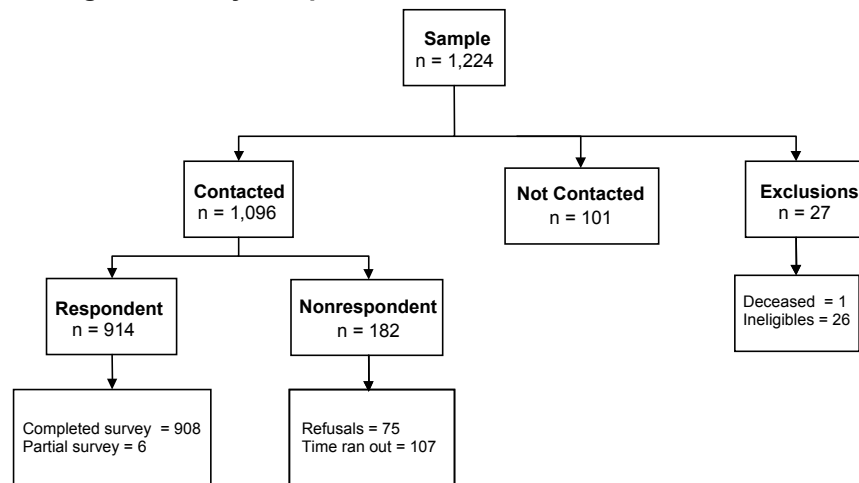 Sample
n = 1,224
Contacted
n = 1,096
Not Contacted
n = 101
Exclusions
n = 27
Respondent
n = 914
Nonrespondent
n = 182
Deceased = 1
Ineligibles = 26
Completed survey = 908
Partial survey = 6
Refusals = 75
Time ran out = 107